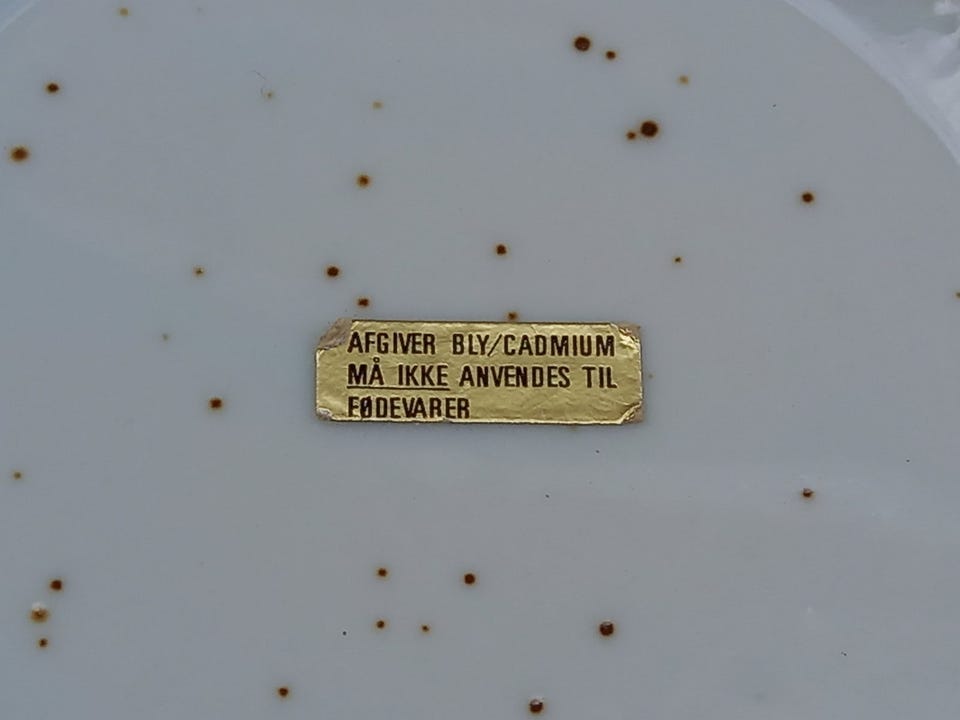 AFGIVER BLY/CADMIUM
MÅ IKKE ANVENDES TIL
FØDEVARER